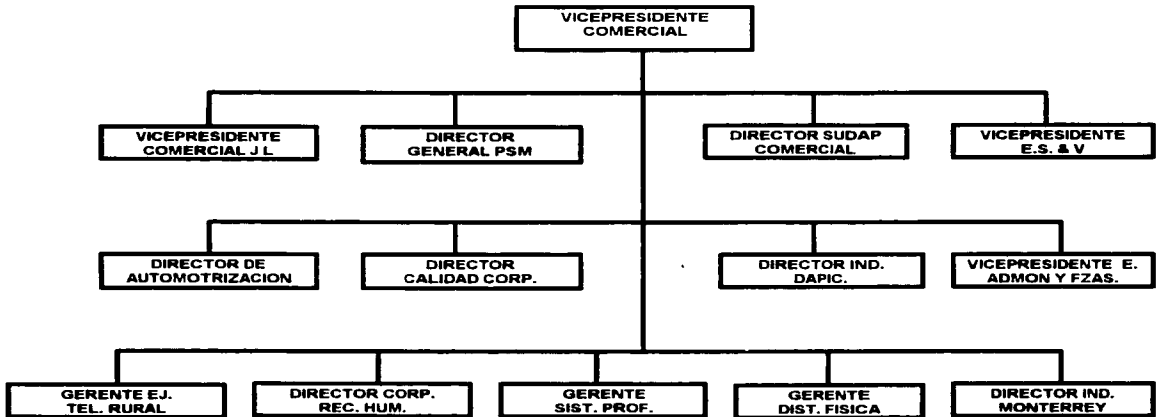 VICEPRESIDENTE
COMERCIAL
VICEPRESIDENTE
COMERCIAL J L
DIRECTOR
GENERAL PSM
DIRECTOR SUDAP
COMERCIAL
VICEPRESIDENTE
E.S. & V
DIRECTOR DE
AUTOMOTRIZACION
DIRECTOR
CALIDAD CORP.
DIRECTOR IND.
DAPIC.
VICEPRESIDENTE E.
ADMON Y FZAS.
GERENTE EJ.
TEL. RURAL
DIRECTOR CORP.
REC. HUM.
GERENTE
SIST. PROF.
GERENTE
DIST. FISICA
DIRECTOR IND.
MONTERREY